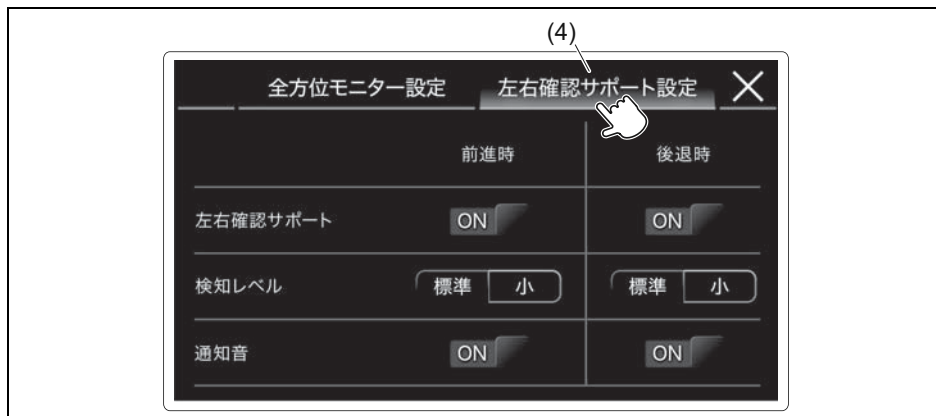 (4)
全方位モニター設定 左右確認サポート設定 ×
前進時 後退時
左右確認サポート ON ON
検知レベル 標準 小 標準 小
通知音 ON ON